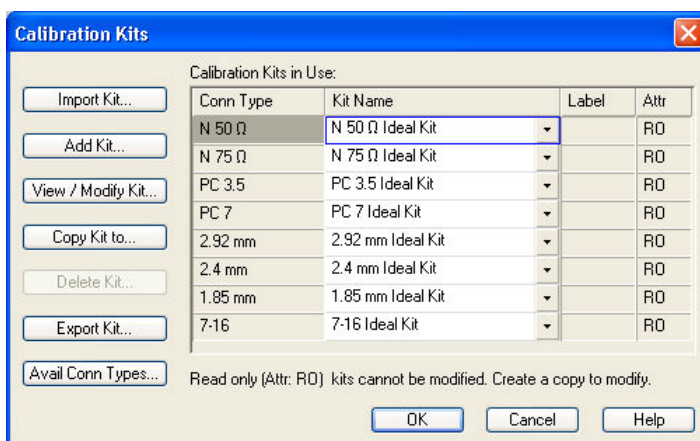 Calibration Kits
Calibration Kits in Use:
Import Kit...
Add Kit...
View / Modify Kit...
Copy Kit to...
Delete Kit...
Export Kit...
Avail Conn Types...
Conn Type Kit Name Label Attr
N 50 Ω N 50 Ω Ideal Kit RO
N 75 Ω N 75 Ω Ideal Kit RO
PC 3.5 PC 3.5 Ideal Kit RO
PC 7 PC 7 Ideal Kit RO
2.92 mm 2.92 mm Ideal Kit RO
2.4 mm 2.4 mm Ideal Kit RO
1.85 mm 1.85 mm Ideal Kit RO
7-16 7-16 Ideal Kit RO
Read only (Attr: RO) kits cannot be modified. Create a copy to modify.
OK Cancel Help